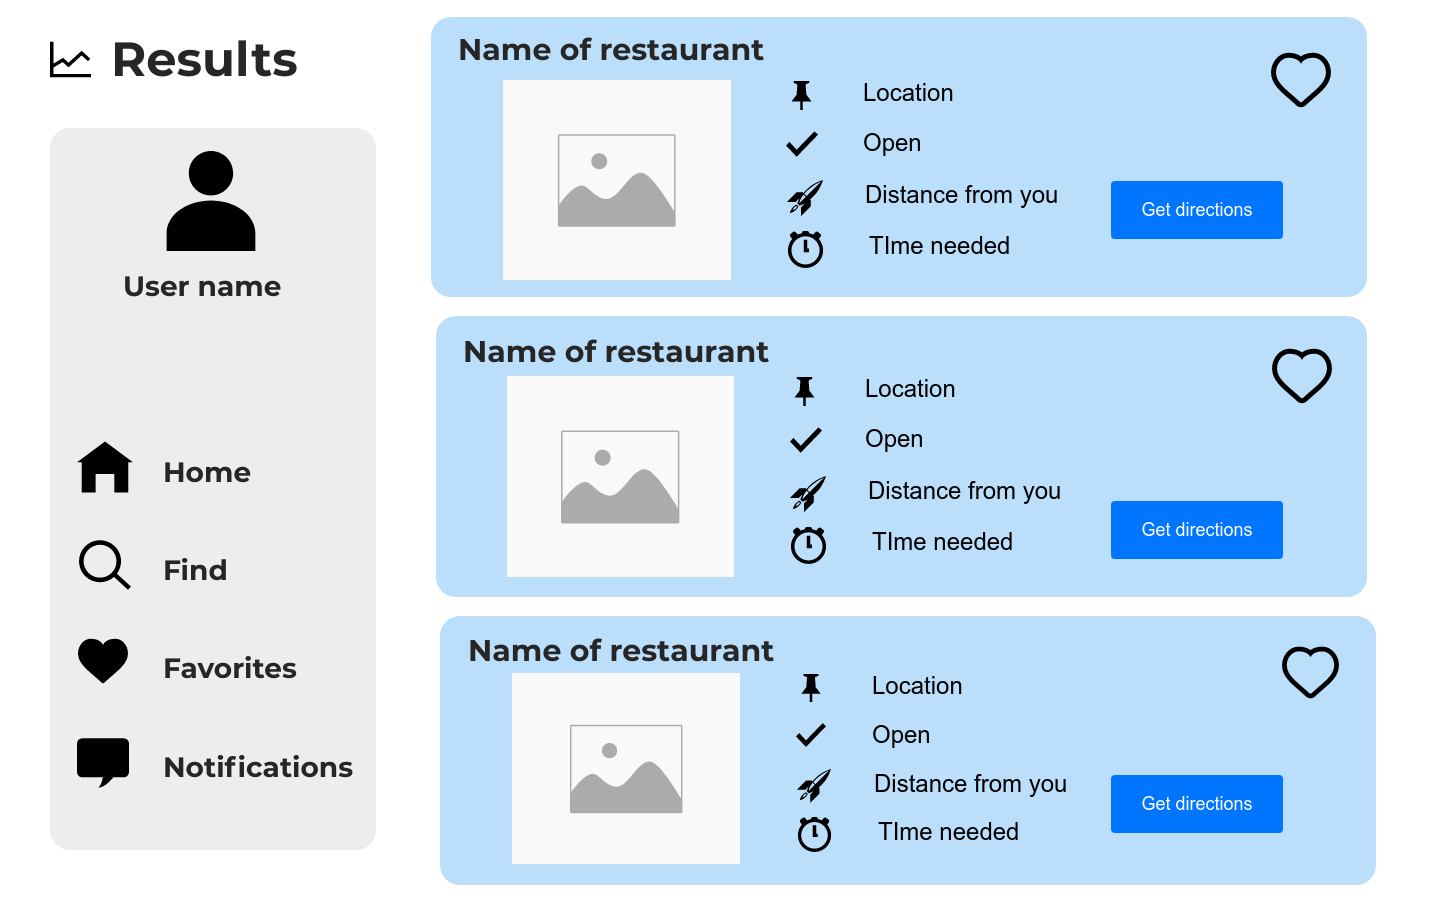 Results
User name
Home
Find
Favorites
Notifications
Name of restaurant
Location
Open
Distance from you
TIme needed
Get directions
Name of restaurant
Location
Open
Distance from you
TIme needed
Get directions
Name of restaurant
Location
Open
Distance from you
TIme needed
Get directions